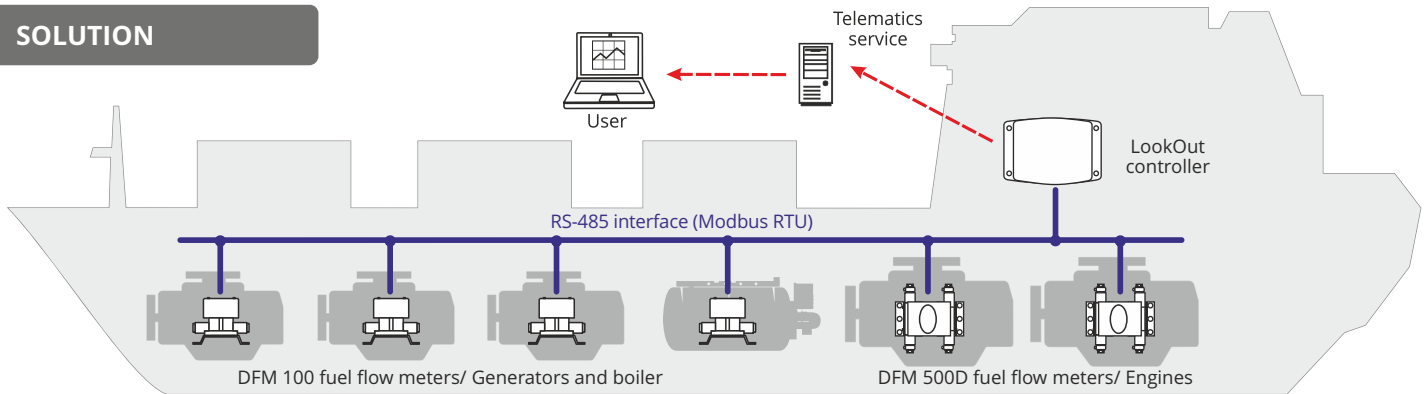 SOLUTION
Telematics
service
User
LookOut
controller
RS-485 interface (Modbus RTU)
DFM 100 fuel flow meters/ Generators and boiler
DFM 500D fuel flow meters/ Engines